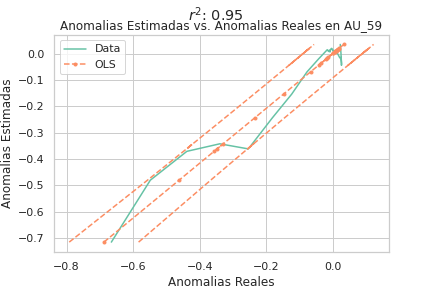 r²: 0.95
Anomalias Estimadas vs. Anomalias Reales en AU_59
Data
OLS
Anomalias Estimadas
0.0
−0.1
−0.2
−0.3
−0.4
−0.5
−0.6
−0.7
−0.8
−0.6
−0.4
−0.2
0.0
Anomalias Reales